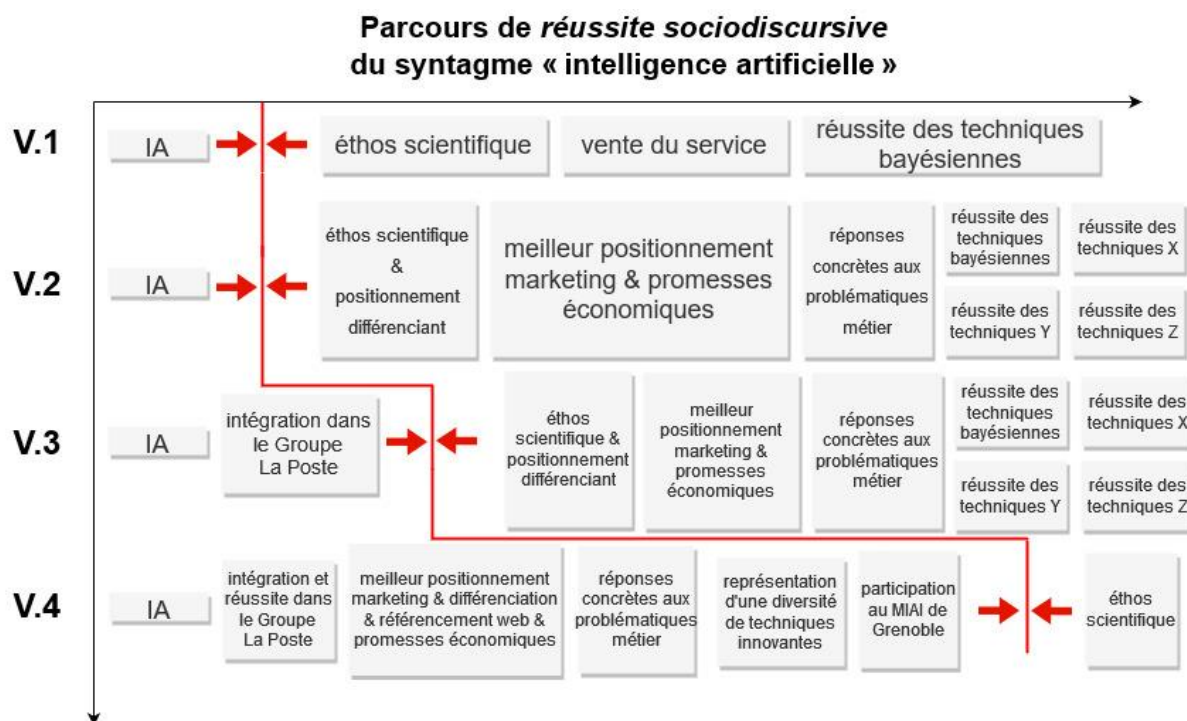 Parcours de réussite sociodiscursive
du syntagme « intelligence artificielle »
V.1
IA
éthos scientifique
vente du service
réussite des techniques
bayésiennes
V.2
IA
éthos scientifique
&
positionnement
différenciant
meilleur positionnement
marketing & promesses
économiques
réponses
concrètes aux
problématiques
métier
réussite des
techniques
bayésiennes
réussite des
techniques X
réussite des
techniques Y
réussite des
techniques Z
V.3
IA
intégration dans
le Groupe
La Poste
éthos
scientifique &
positionnement
différenciant
meilleur
positionnement
marketing &
promesses
économiques
réponses
concrètes aux
problématiques
métier
réussite des
techniques
bayésiennes
réussite des
techniques X
réussite des
techniques Y
réussite des
techniques Z
V.4
IA
intégration et
réussite dans
le Groupe
La Poste
meilleur positionnement
marketing & différenciation
& référencement web &
promesses économiques
réponses
concrètes aux
problématiques
métier
représentation
d'une diversité
de techniques
innovantes
participation
au MIAI de
Grenoble
éthos
scientifique